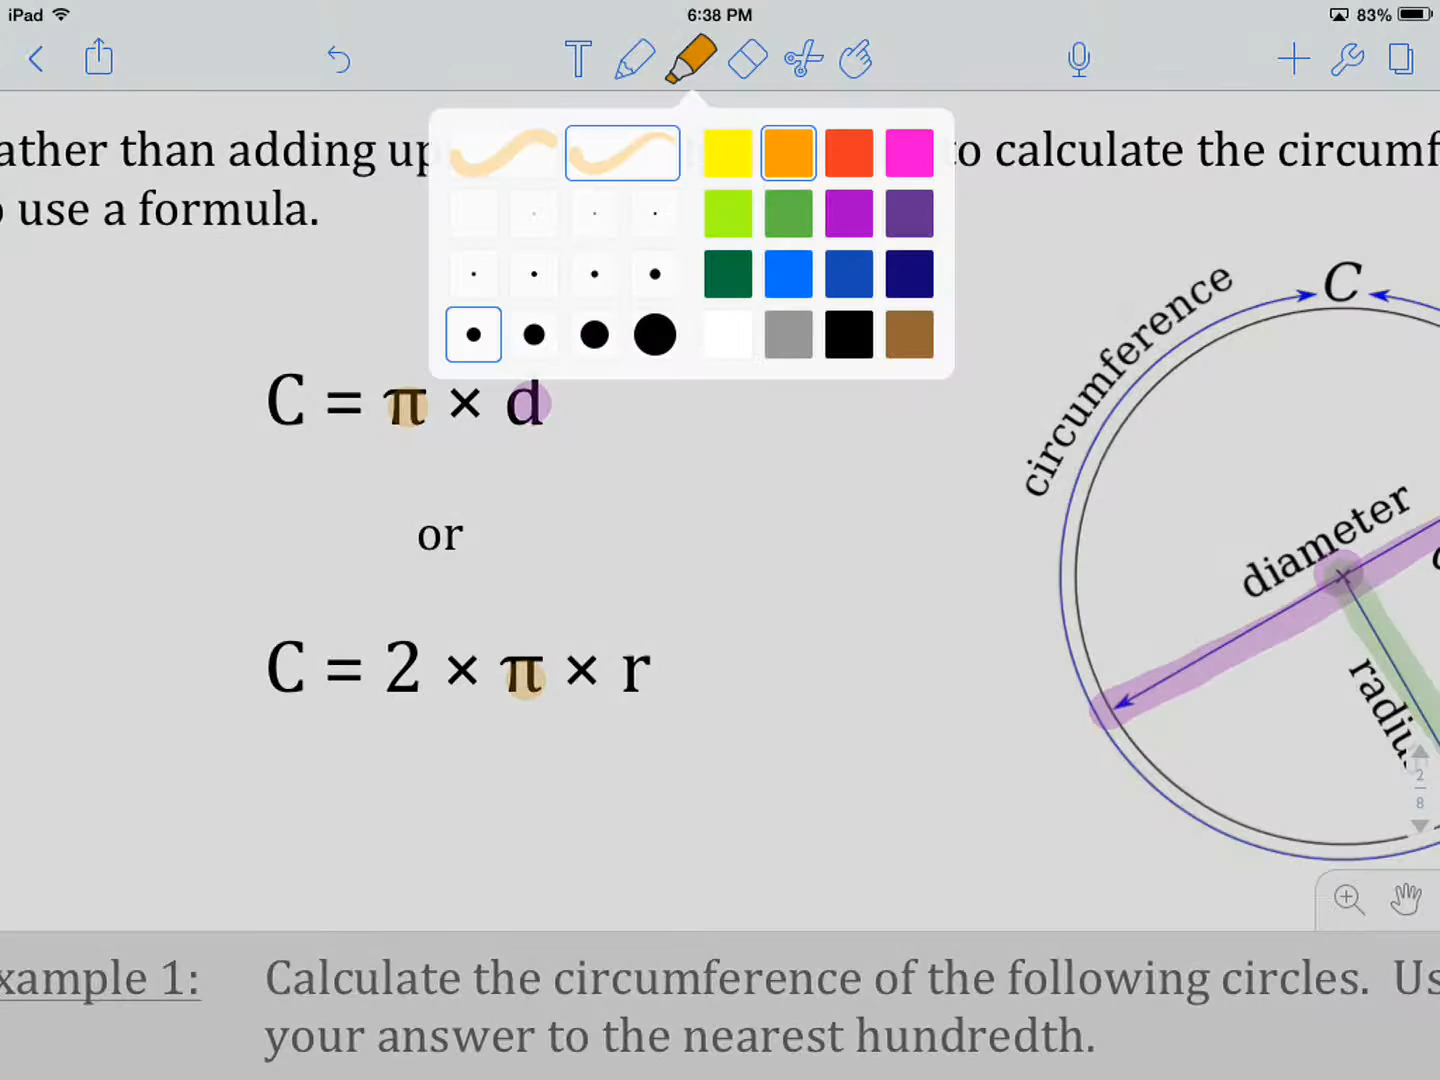 iPad 6:38 PM 83%
T
ather than adding up o calculate the circumf
use a formula.
C
circumference
C = π × d
diameter
or
C = 2 × π × r
radius
2
8
xample 1: Calculate the circumference of the following circles. Us
your answer to the nearest hundredth.